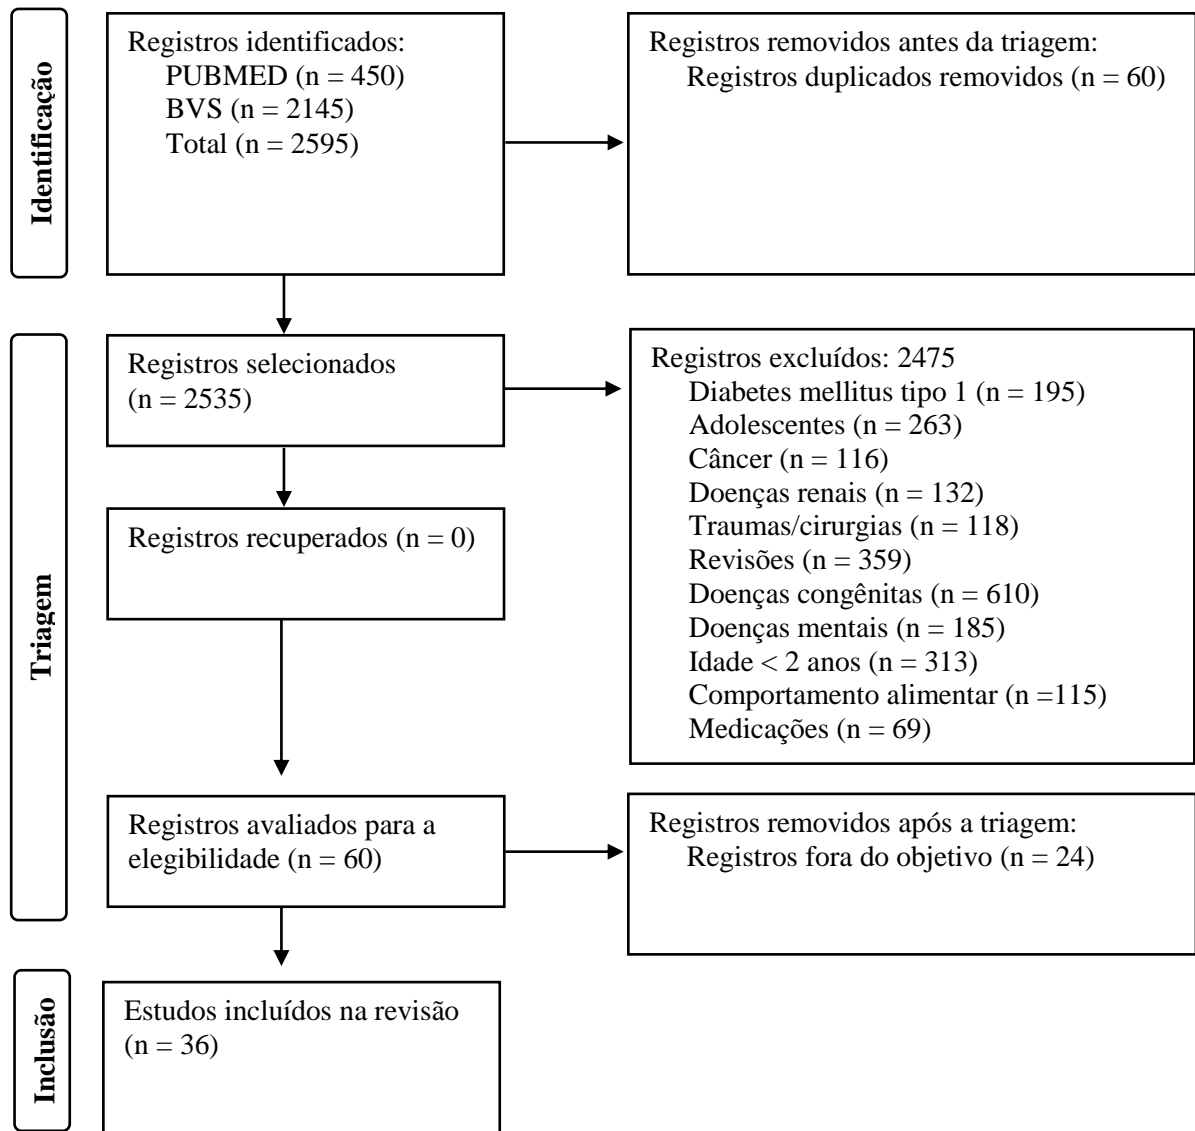 Identificação
Registros identificados:
PUBMED (n = 450)
BVS (n = 2145)
Total (n = 2595)
Registros removidos antes da triagem:
Registros duplicados removidos (n = 60)
Triagem
Registros selecionados
(n = 2535)
Registros excluídos: 2475
Diabetes mellitus tipo 1 (n = 195)
Adolescentes (n = 263)
Câncer (n = 116)
Doenças renais (n = 132)
Traumas/cirurgias (n = 118)
Revisões (n = 359)
Doenças congênitas (n = 610)
Doenças mentais (n = 185)
Idade < 2 anos (n = 313)
Comportamento alimentar (n =115)
Medicações (n = 69)
Registros recuperados (n = 0)
Registros avaliados para a
elegibilidade (n = 60)
Registros removidos após a triagem:
Registros fora do objetivo (n = 24)
Inclusão
Estudos incluídos na revisão
(n = 36)